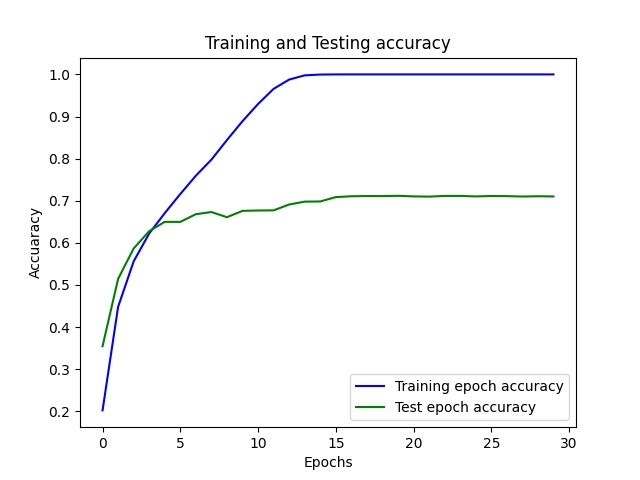 Training and Testing accuracy
1.0
0.9
0.8
0.7
0.6
0.5
0.4
0.3
0.2
Accuaracy
Training epoch accuracy
Test epoch accuracy
0 5 10 15 20 25 30
Epochs